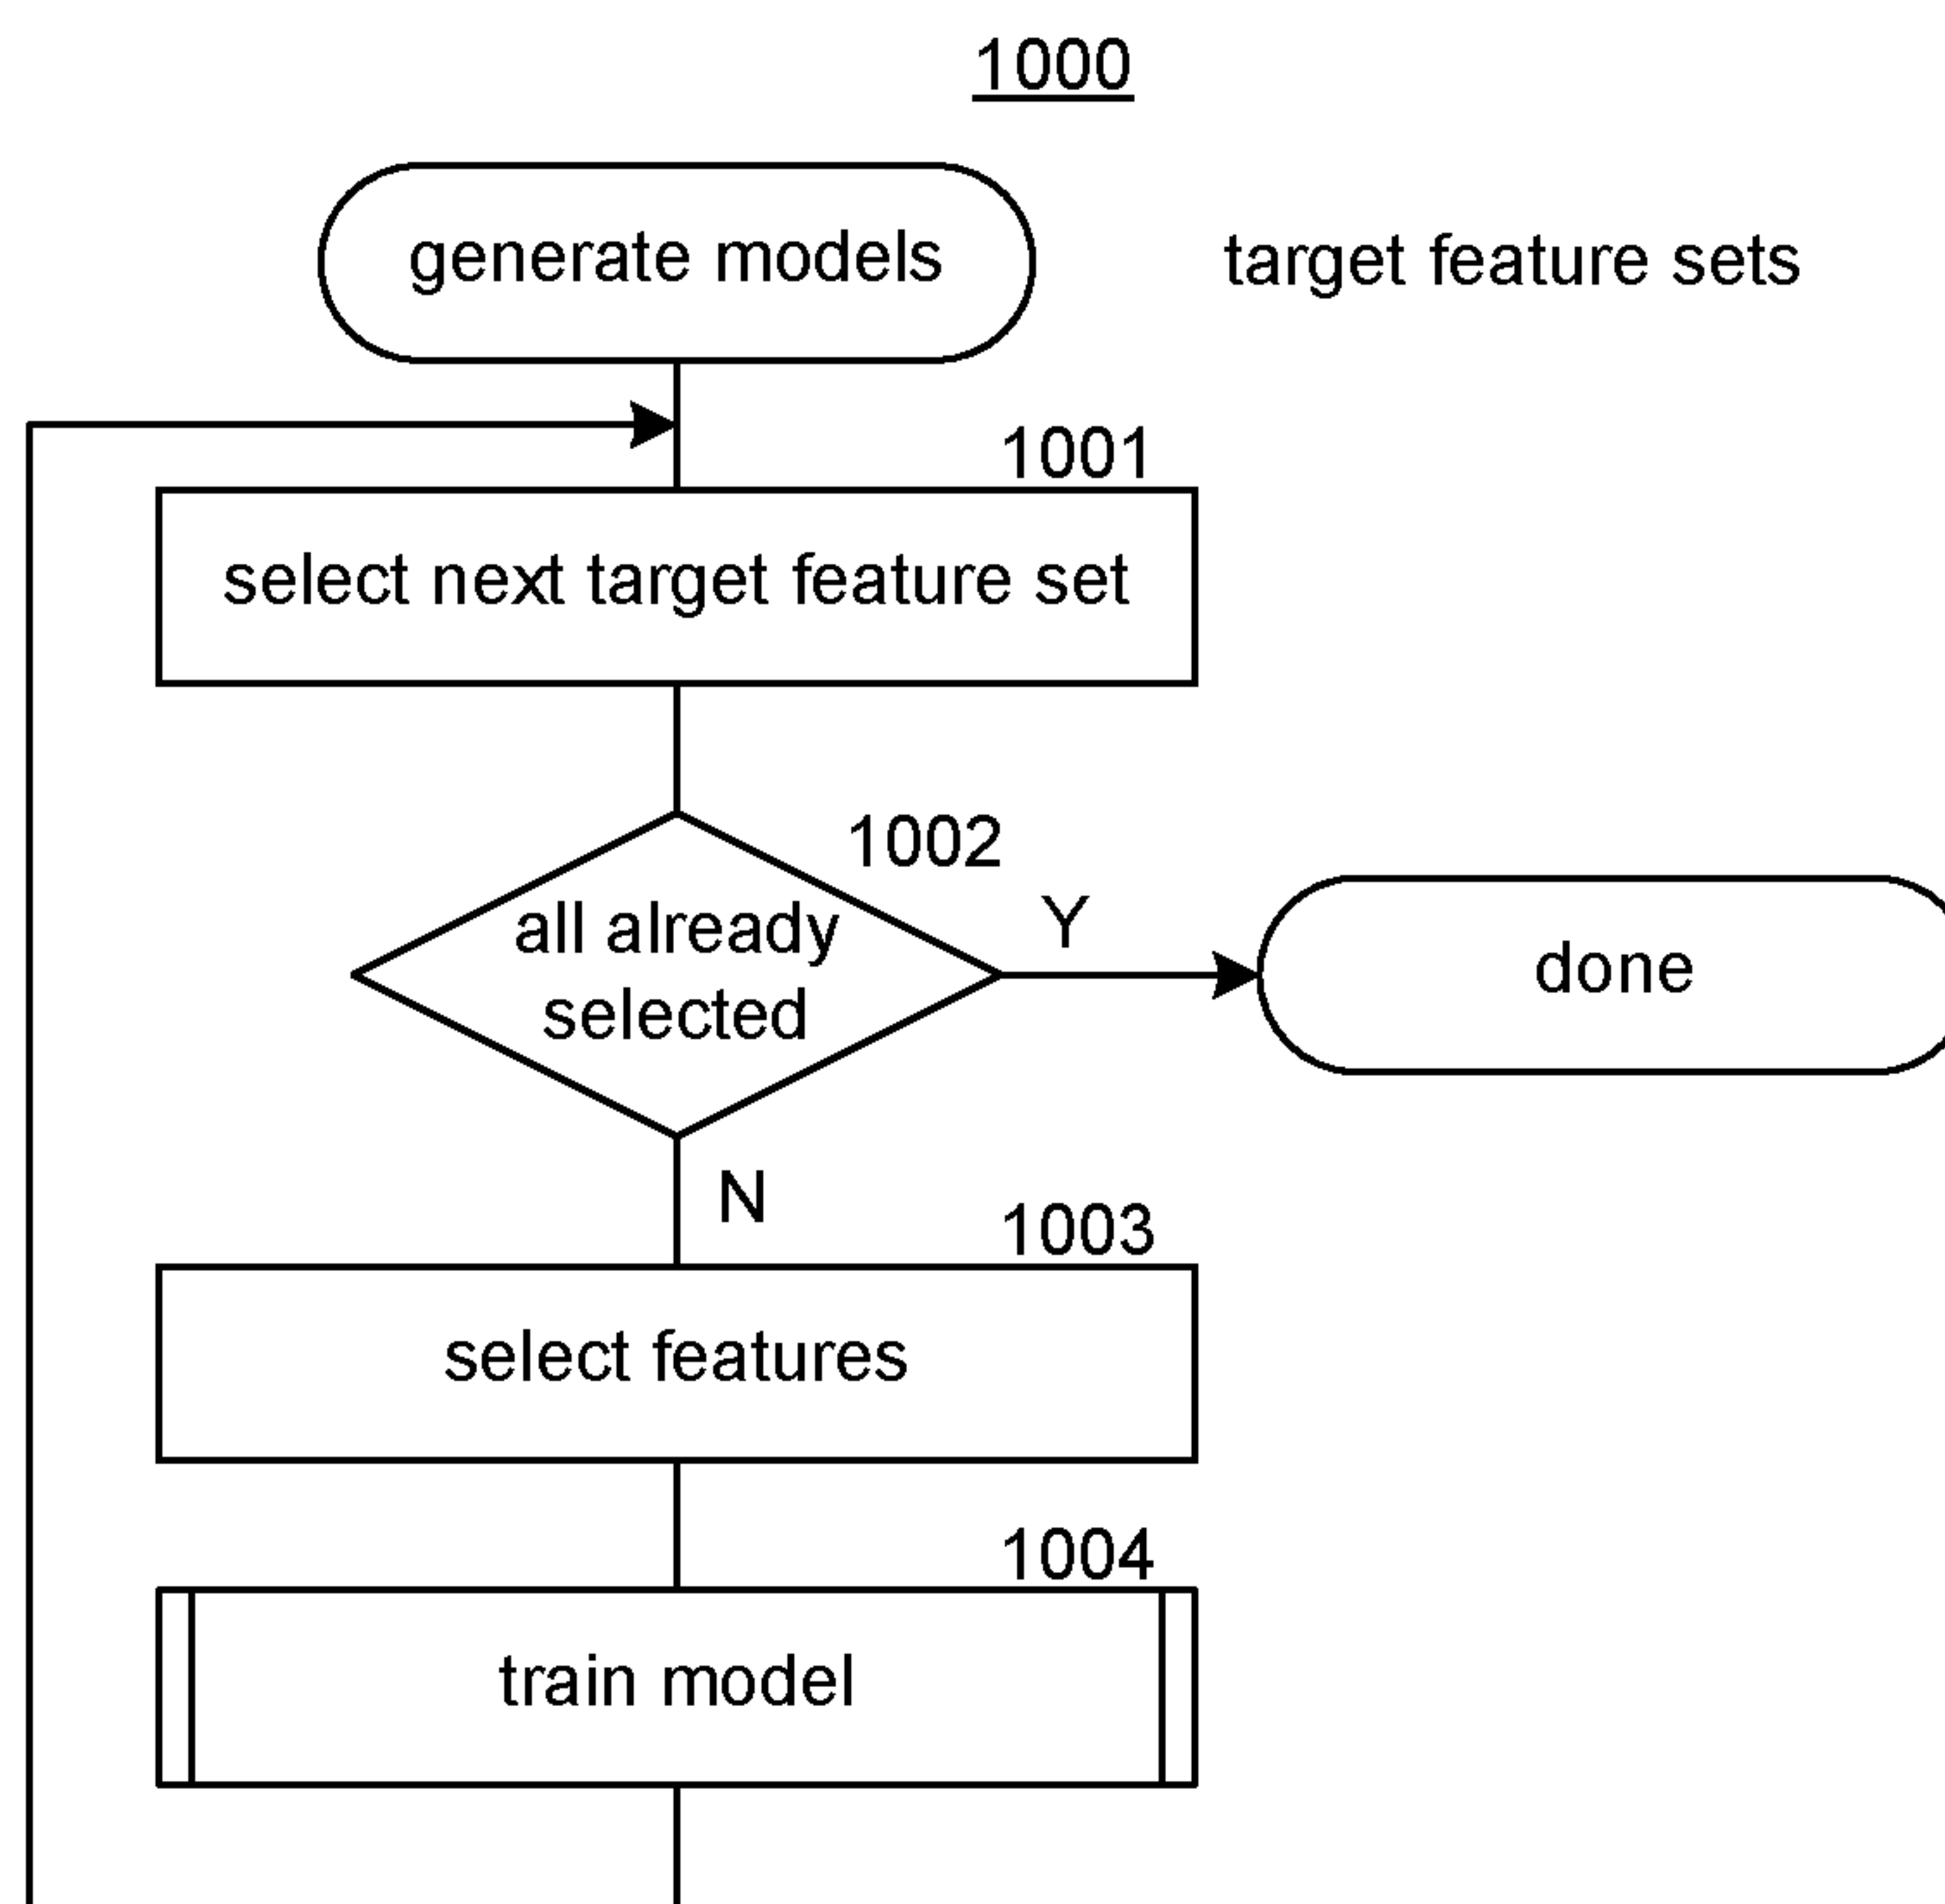 1000
generate models
target feature sets
1001
select next target feature set
1002
all already
selected
Y
done
N
1003
select features
1004
train model